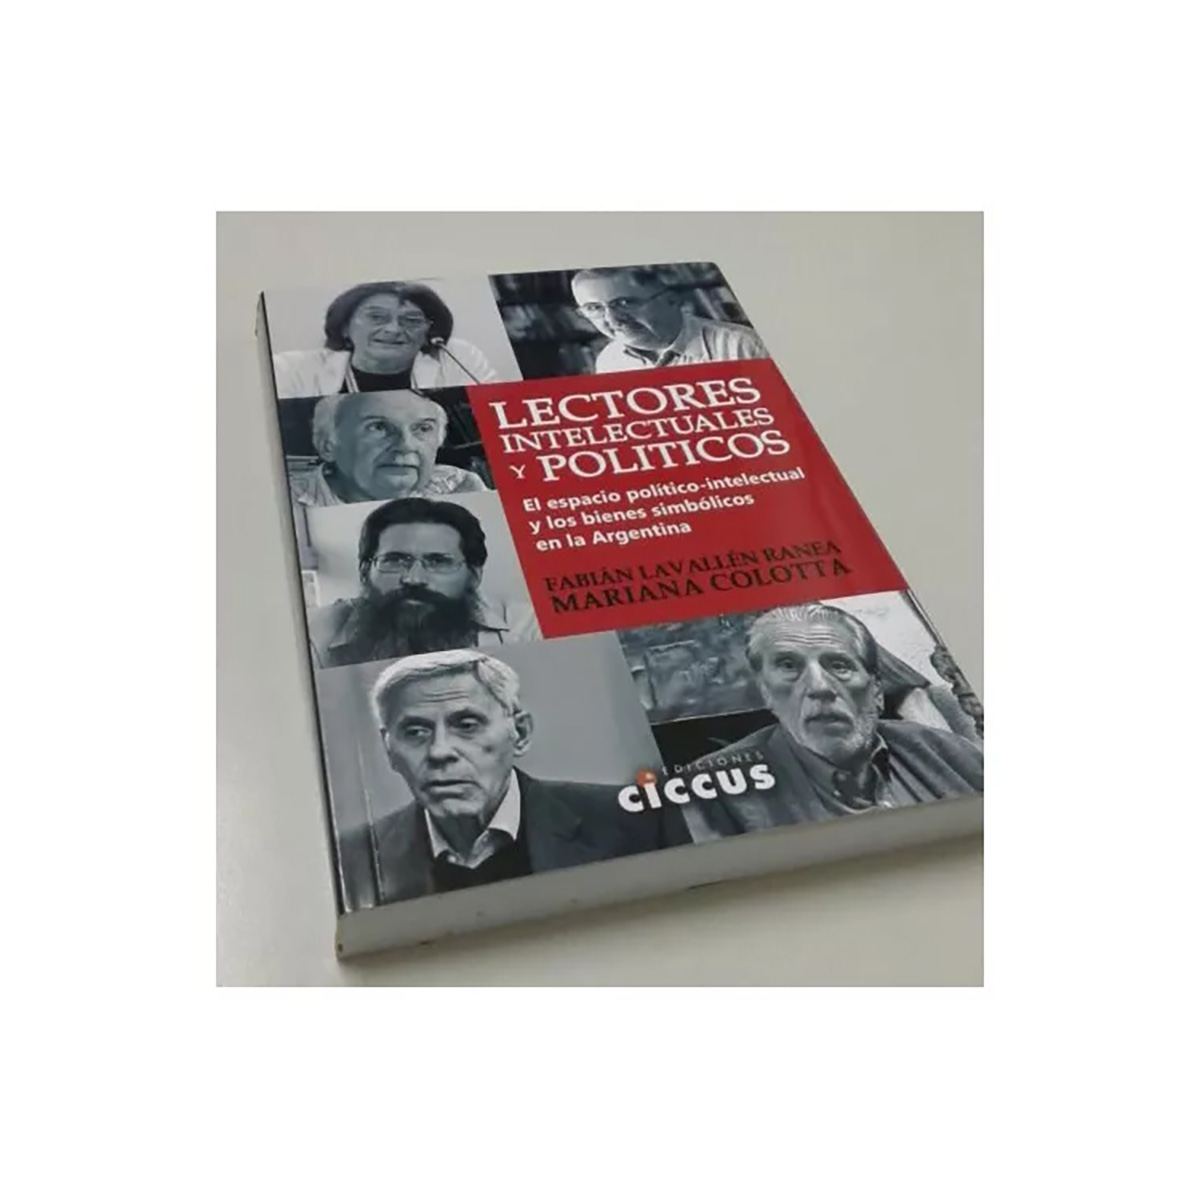 LECTORES
INTELECTUALES
Y POLITICOS
El espacio político-intelectual
y los bienes simbólicos
en la Argentina
FABIÁN LAVALLÉN RANEA
MARIANA COLOTTA
EDICIONES
CICCUS